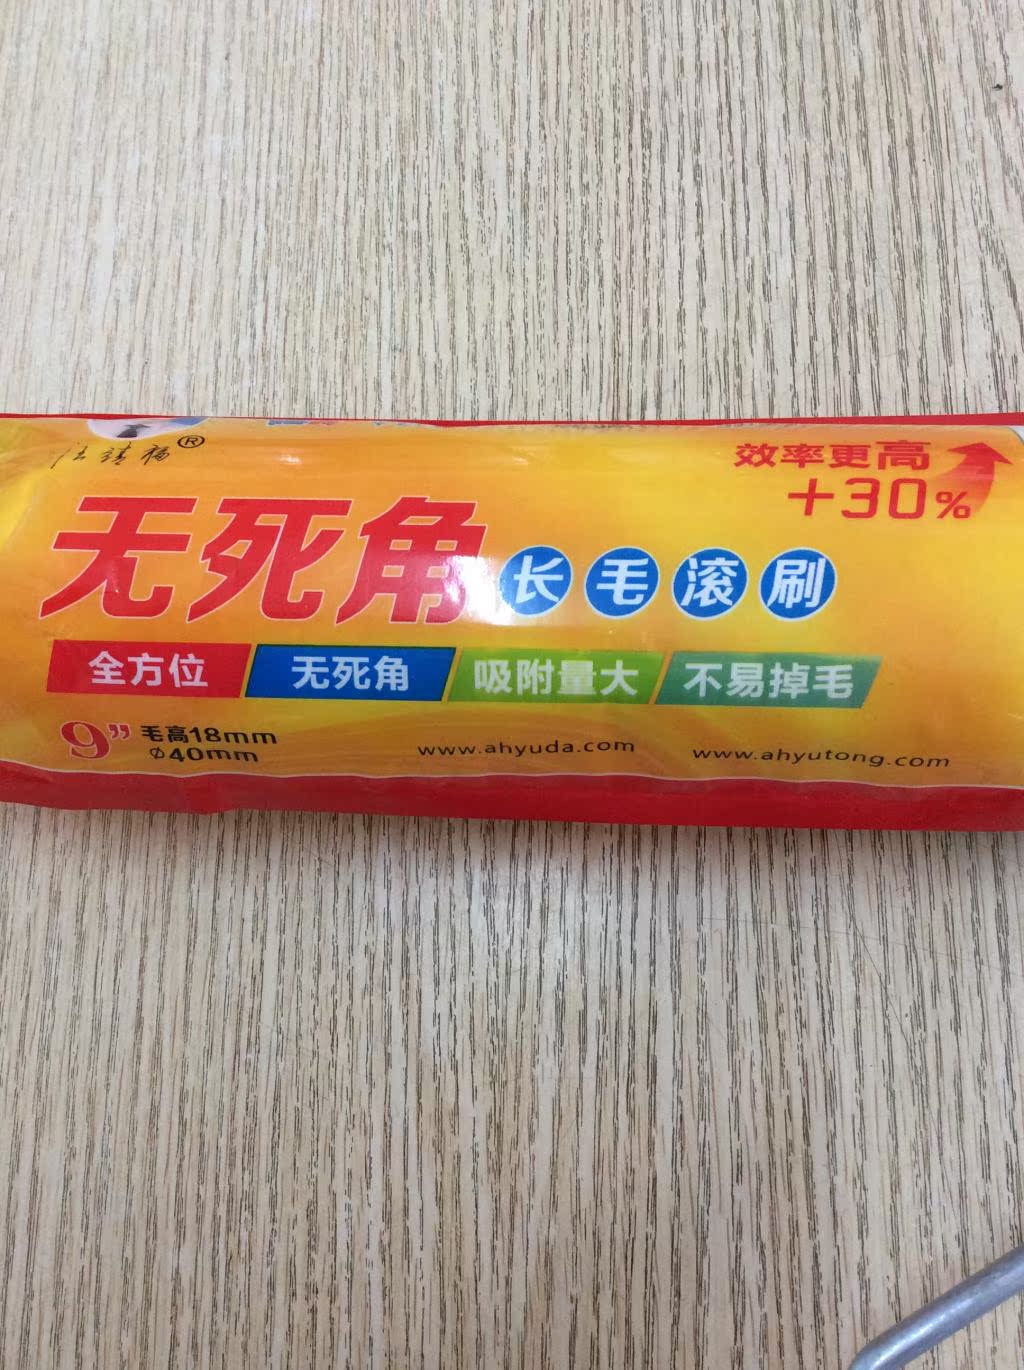 ®
效率更高
+30%
无死角长毛滚刷
全方位 无死角 吸附量大 不易掉毛
9” 毛高18mm
Ø40mm
www.ahyuda.com www.ahyutong.com